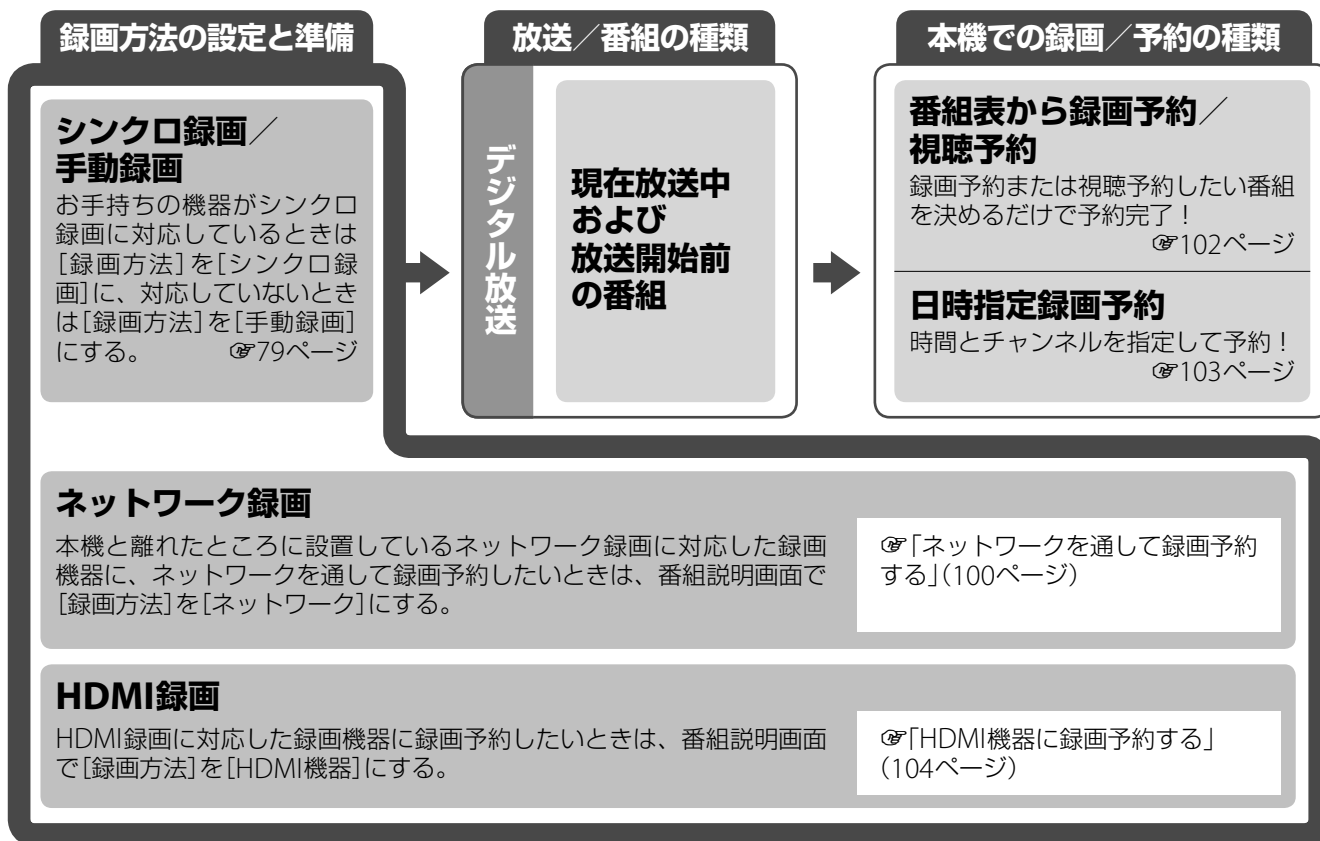 録画方法の設定と準備
シンクロ録画／
手動録画
お手持ちの機器がシンクロ
録画に対応しているときは
[録画方法]を[シンクロ録
画]に、対応していないとき
は[録画方法]を[手動録画]
にする。 ☞79ページ
放送／番組の種類
デジタル放送
現在放送中
および
放送開始前
の番組
本機での録画／予約の種類
番組表から録画予約／
視聴予約
録画予約または視聴予約したい番組
を決めるだけで予約完了！
☞102ページ
日時指定録画予約
時間とチャンネルを指定して予約！
☞103ページ
ネットワーク録画
本機と離れたところに設置しているネットワーク録画に対応した録画
機器に、ネットワークを通して録画予約したいときは、番組説明画面で
[録画方法]を[ネットワーク]にする。
☞「ネットワークを通して録画予約
する」(100ページ)
HDMI録画
HDMI録画に対応した録画機器に録画予約したいときは、番組説明画面
で[録画方法]を[HDMI機器]にする。
☞「HDMI機器に録画予約する」
(104ページ)